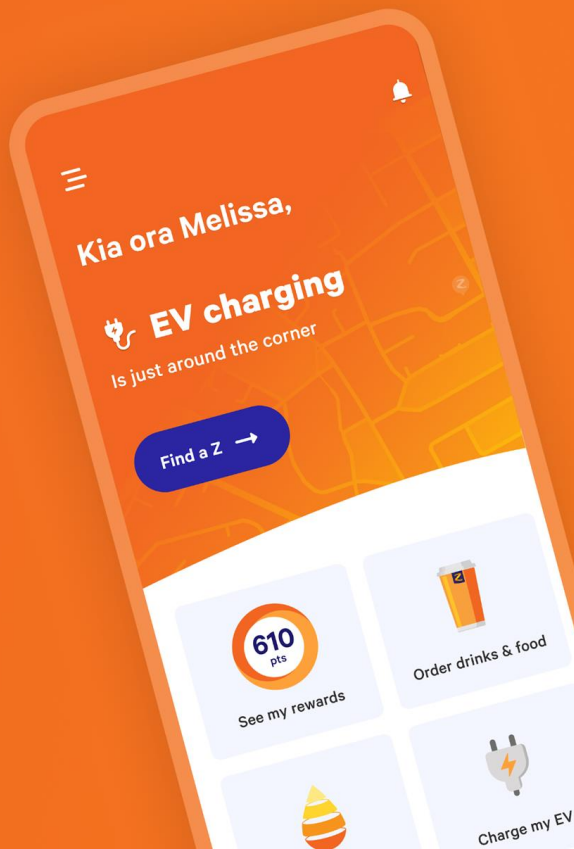 Kia ora Melissa,
EV charging
Is just around the corner
Z
Find a Z
610
pts
See my rewards
Z
Order drinks & food
Charge my EV